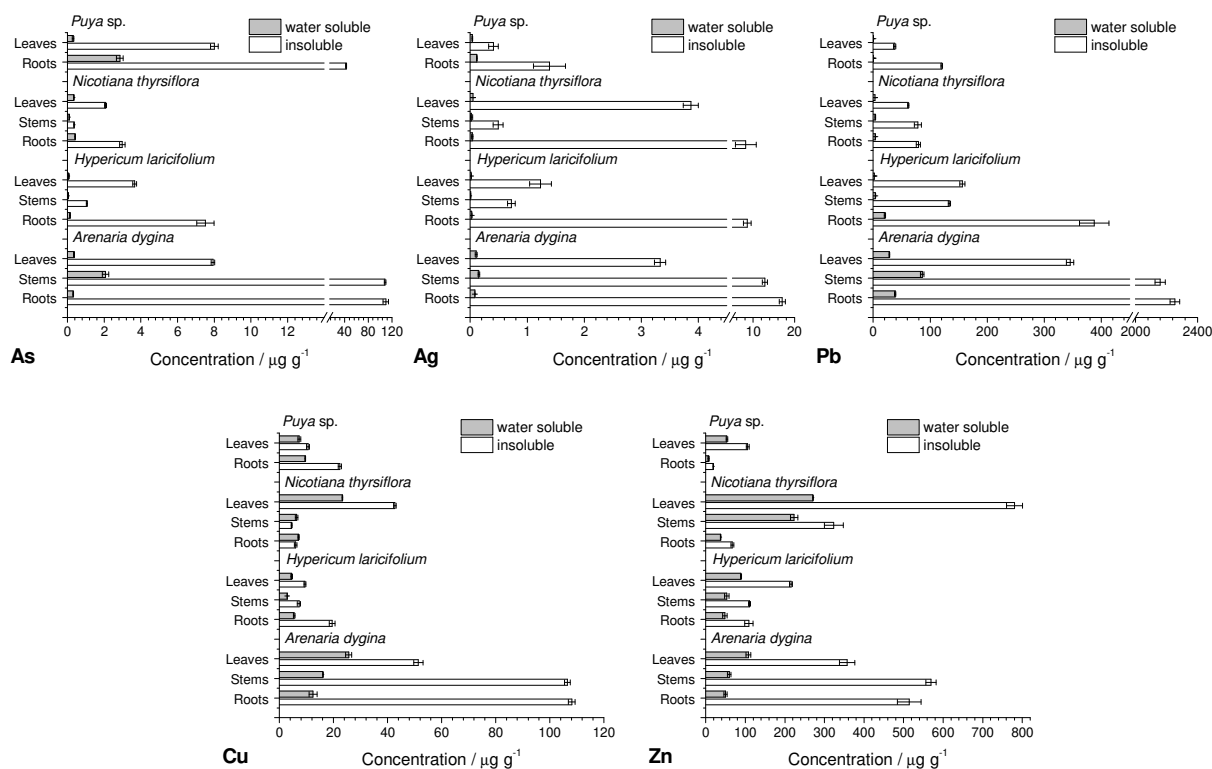 Puya sp.
water soluble
insoluble
Leaves
Roots
Nicotiana thyrsiflora
Leaves
Stems
Roots
Hypericum laricifolium
Leaves
Stems
Roots
Arenaria dygina
Leaves
Stems
Roots
0 2 4 6 8 10 12 40 80 120
As
Concentration / µg g-1
Puya sp.
water soluble
insoluble
Leaves
Roots
Nicotiana thyrsiflora
Leaves
Stems
Roots
Hypericum laricifolium
Leaves
Stems
Roots
Arenaria dygina
Leaves
Stems
Roots
0 1 2 3 4 10 20
Ag
Concentration / µg g-1
Puya sp.
water soluble
insoluble
Leaves
Roots
Nicotiana thyrsiflora
Leaves
Stems
Roots
Hypericum laricifolium
Leaves
Stems
Roots
Arenaria dygina
Leaves
Stems
Roots
0 100 200 300 400 2000 2400
Pb
Concentration / µg g-1
Puya sp.
water soluble
insoluble
Leaves
Roots
Nicotiana thyrsiflora
Leaves
Stems
Roots
Hypericum laricifolium
Leaves
Stems
Roots
Arenaria dygina
Leaves
Stems
Roots
0 20 40 60 80 100 120
Cu
Concentration / µg g-1
Puya sp.
water soluble
insoluble
Leaves
Roots
Nicotiana thyrsiflora
Leaves
Stems
Roots
Hypericum laricifolium
Leaves
Stems
Roots
Arenaria dygina
Leaves
Stems
Roots
0 100 200 300 400 500 600 700 800
Zn
Concentration / µg g-1